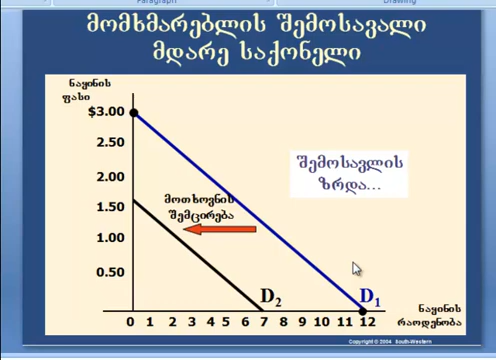 Paragraph
Drawing
მომხმარებლის შემოსავალი
მდარე საქონელი
ნაყინის
ფასი
$3.00
2.50
2.00
1.50
1.00
0.50
შემოსავლის
ზრდა...
მოთხოვნის
შემცირება
D2
D1
0 1 2 3 4 5 6 7 8 9 10 11 12
ნაყინის
რაოდენობა
Copyright © 2004 South-Western